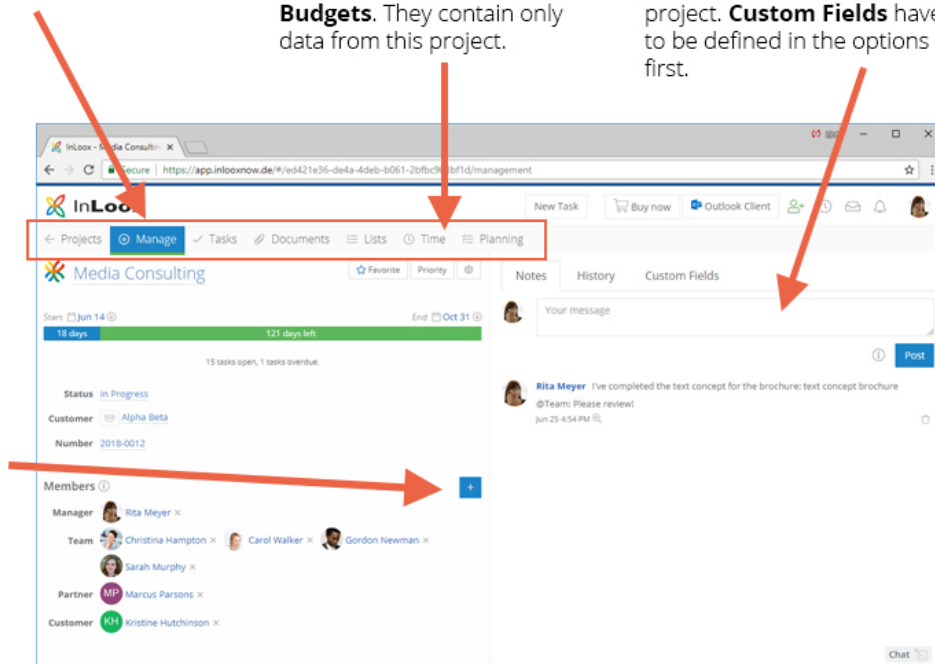 Budgets. They contain only
data from this project.
project. Custom Fields have
to be defined in the options
first.
InLoox - Media Consultin
Secure | https://app.inlooxnow.de/#/ed421e36-de4a-4deb-b061-2bfbc9 bf1d/management
InLoo
New Task Buy now Outlook Client
Projects Manage Tasks Documents Lists Time Planning
Media Consulting
Favorite Priority
Notes History Custom Fields
Start Jun 14
End Oct 31
18 days 121 days left
15 tasks open, 1 tasks overdue.
Your message
Post
Status In Progress
Customer Alpha Beta
Number 2018-0012
Rita Meyer I've completed the text concept for the brochure: text concept brochure
@Team: Please review!
Jun 25 4:54 PM
Members
Manager Rita Meyer
Team Christina Hampton Carol Walker Gordon Newman
Sarah Murphy
Partner MP Marcus Parsons
Customer KH Kristine Hutchinson
Chat